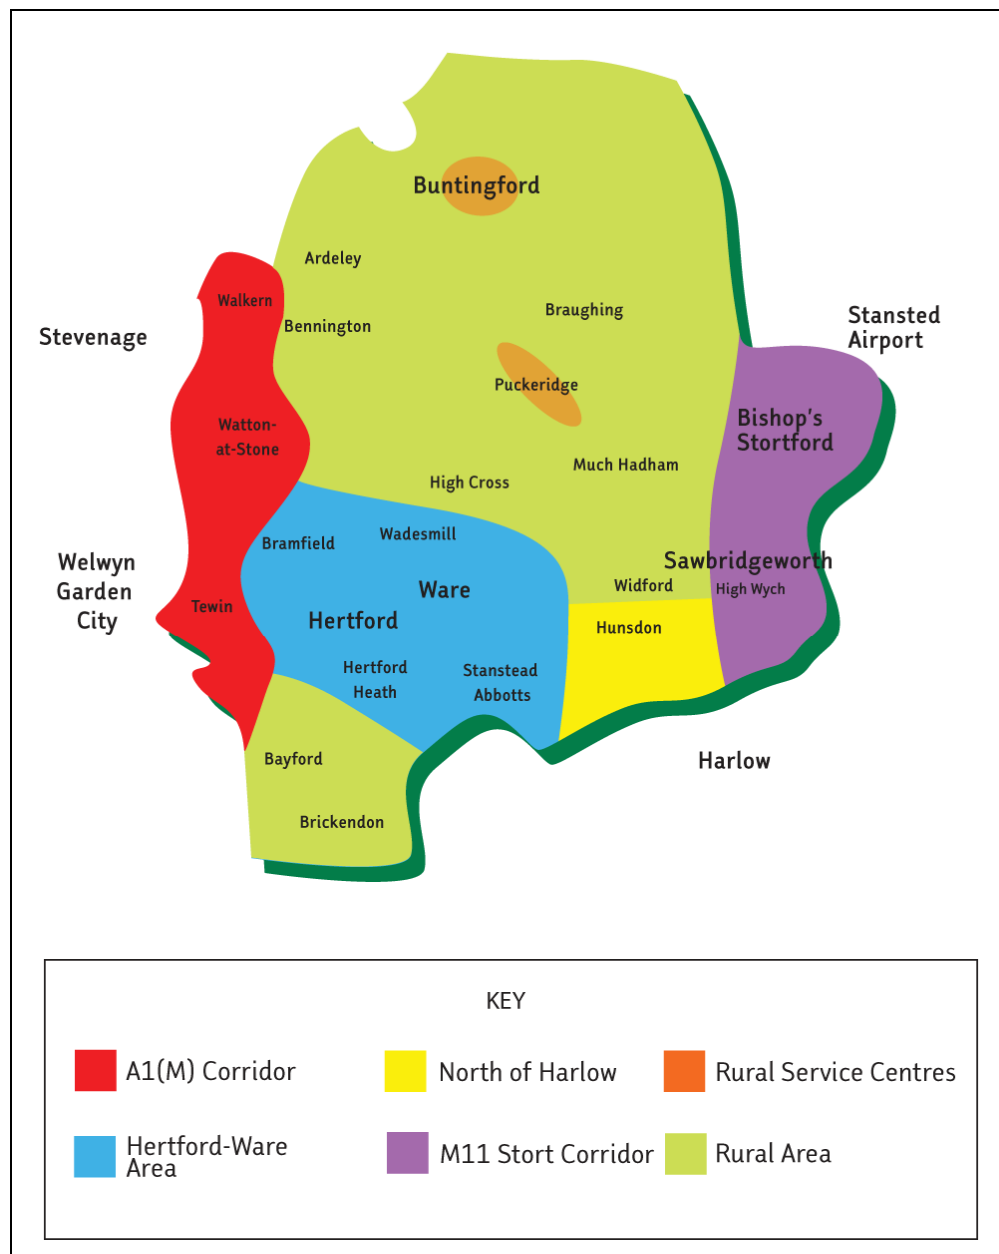 Buntingford
Ardeley
Walkern
Braughing
Stansted
Airport
Bennington
Stevenage
Puckeridge
Bishop's
Stortford
Watton-
at-Stone
Much Hadham
High Cross
Wadesmill
Bramfield
Welwyn
Garden
City
Sawbridgeworth
Widford
High Wych
Ware
Tewin
Hertford
Hunsdon
Hertford
Heath
Stanstead
Abbotts
Bayford
Harlow
Brickendon
KEY
A1(M) Corridor
North of Harlow
Rural Service Centres
Hertford-Ware
Area
M11 Stort Corridor
Rural Area